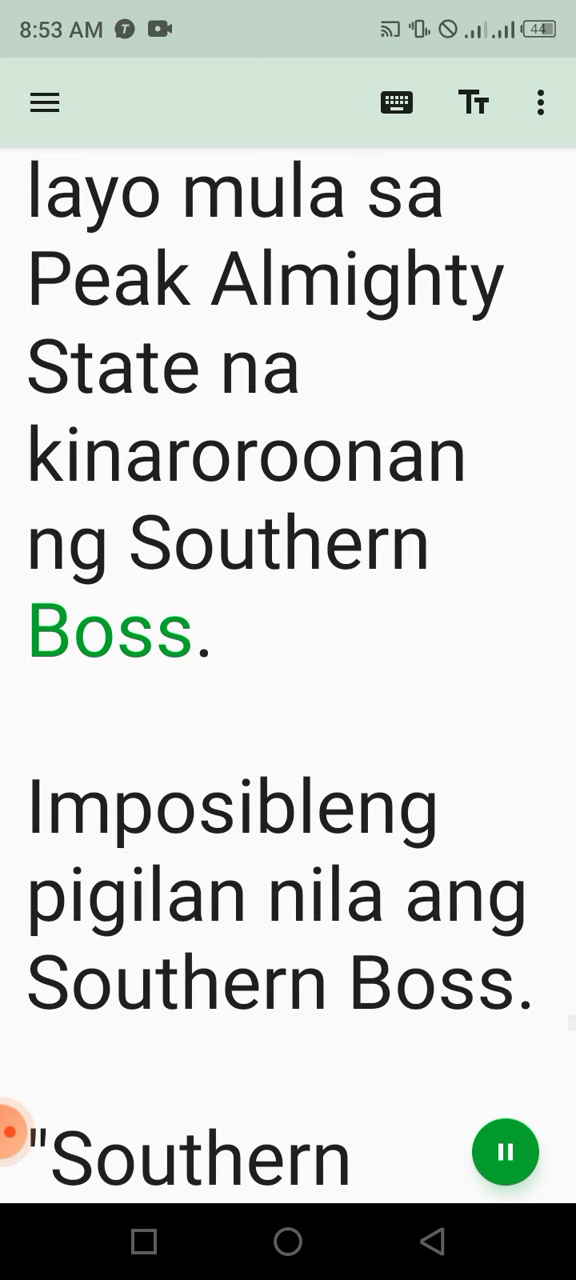 8:53 AM
44
layo mula sa
Peak Almighty
State na
kinaroroonan
ng Southern
Boss.
Imposibleng
pigilan nila ang
Southern Boss.
"Southern